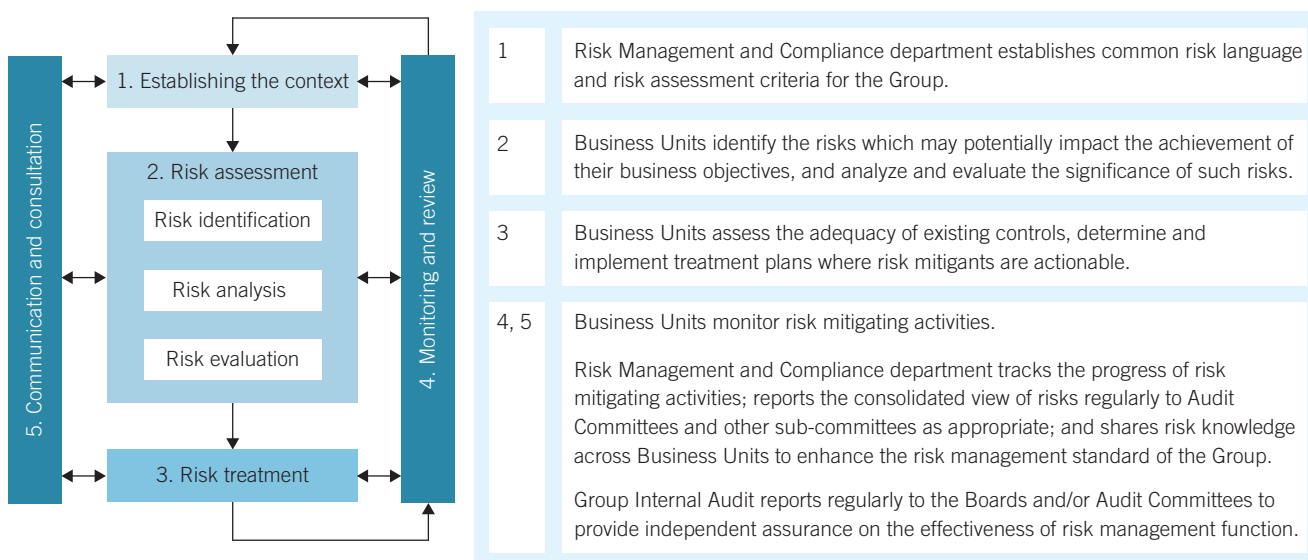 5. Communication and consultation
1. Establishing the context
2. Risk assessment
Risk identification
Risk analysis
Risk evaluation
3. Risk treatment
4. Monitoring and review
1
Risk Management and Compliance department establishes common risk language
and risk assessment criteria for the Group.
2
Business Units identify the risks which may potentially impact the achievement of
their business objectives, and analyze and evaluate the significance of such risks.
3
Business Units assess the adequacy of existing controls, determine and
implement treatment plans where risk mitigants are actionable.
4, 5
Business Units monitor risk mitigating activities.
Risk Management and Compliance department tracks the progress of risk
mitigating activities; reports the consolidated view of risks regularly to Audit
Committees and other sub-committees as appropriate; and shares risk knowledge
across Business Units to enhance the risk management standard of the Group.
Group Internal Audit reports regularly to the Boards and/or Audit Committees to
provide independent assurance on the effectiveness of risk management function.